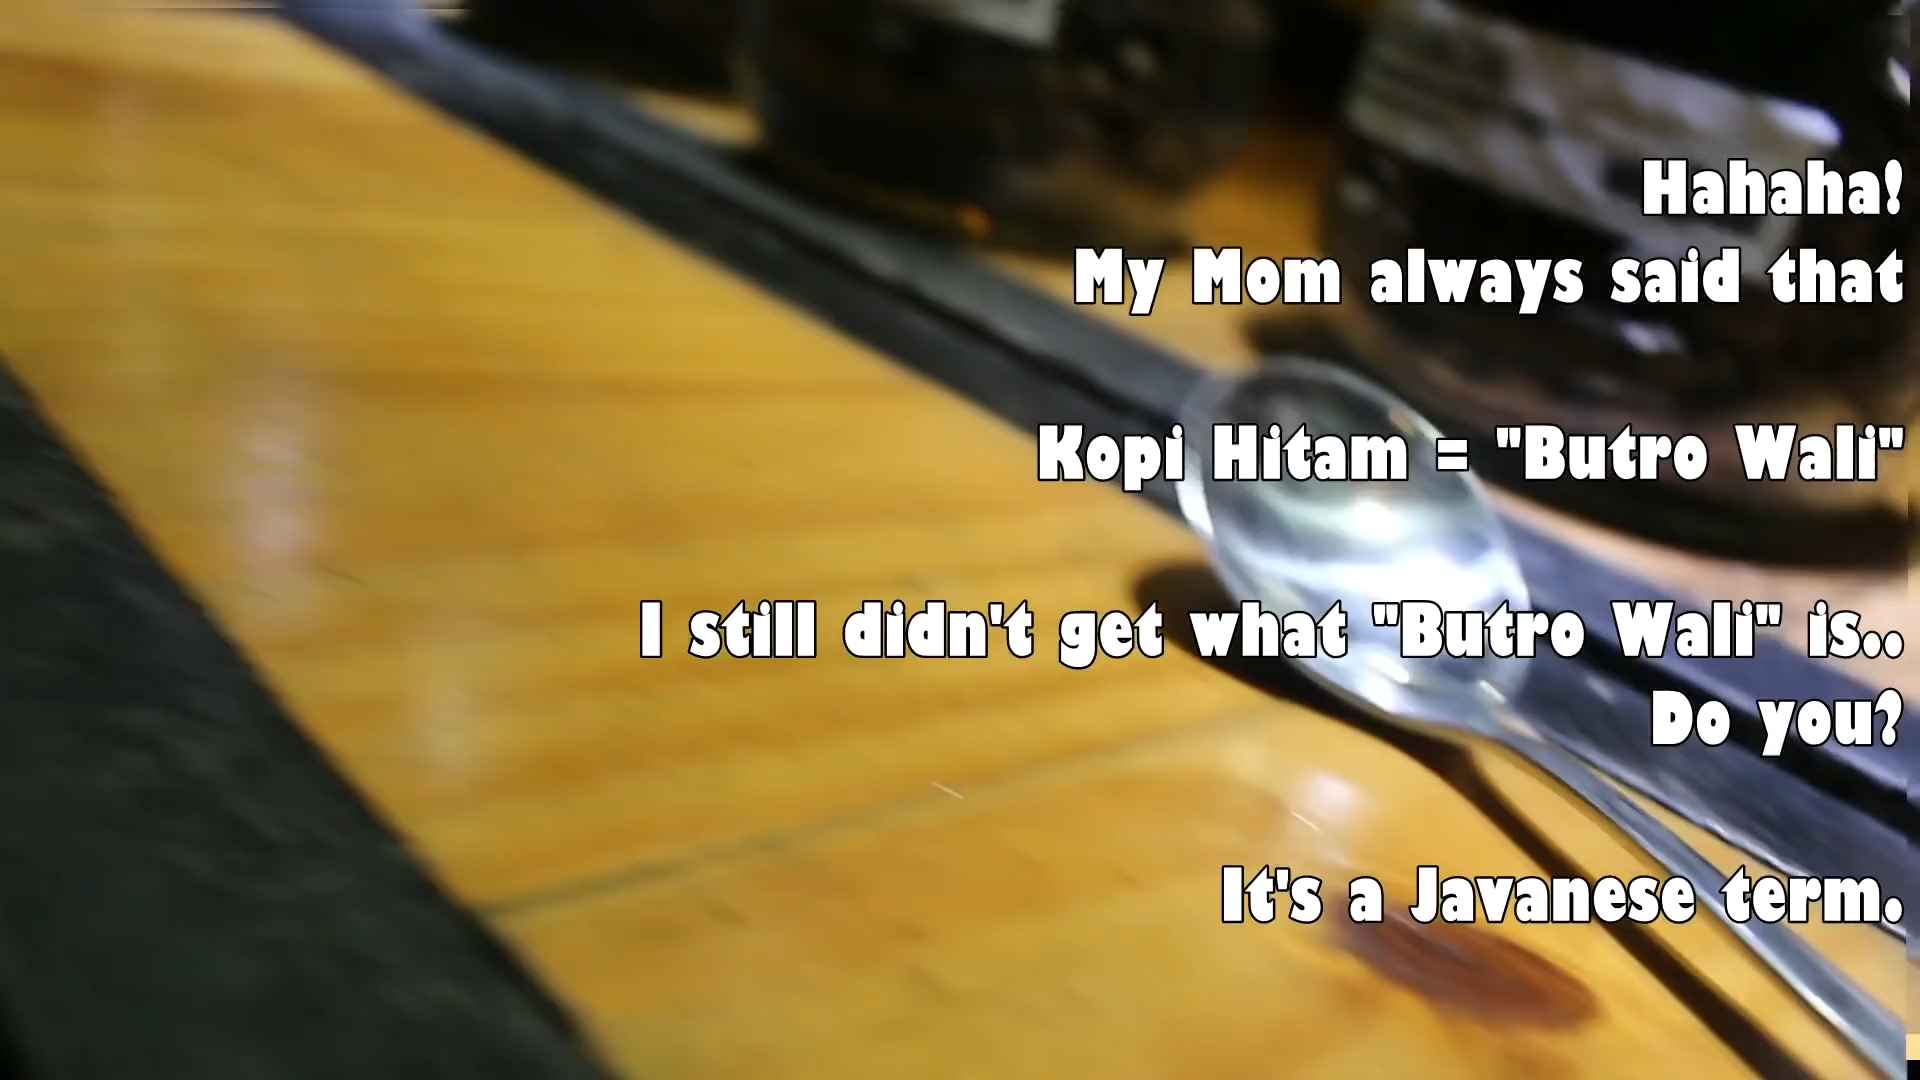 Hahaha!
My Mom always said that
Kopi Hitam = "Butro Wali"
I still didn't get what "Butro Wali" is..
Do you?
It's a Javanese term.